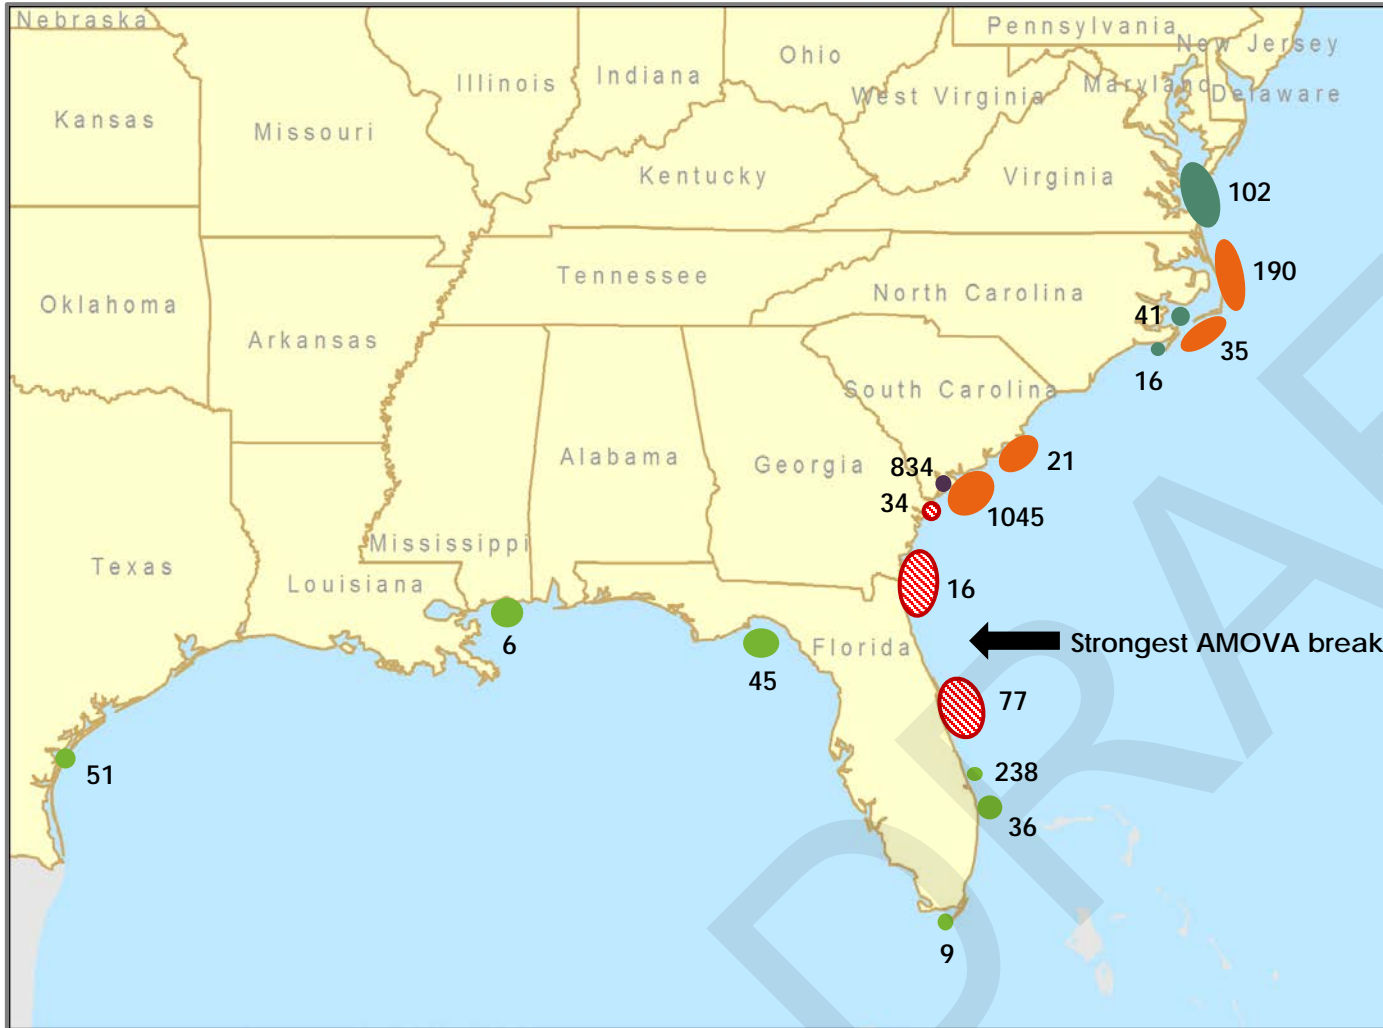 Nebraska
Pennsylvania
New Jersey
Ohio
Illinois
Indiana
Maryland
Delaware
West Virginia
Kansas
Missouri
Kentucky
Virginia
102
Tennessee
190
Oklahoma
North Carolina
41
Arkansas
35
16
South Carolina
Alabama
Georgia
834
21
34
1045
Mississippi
Texas
Louisiana
16
6
Florida
Strongest AMOVA break
45
77
51
238
36
9
DRAF